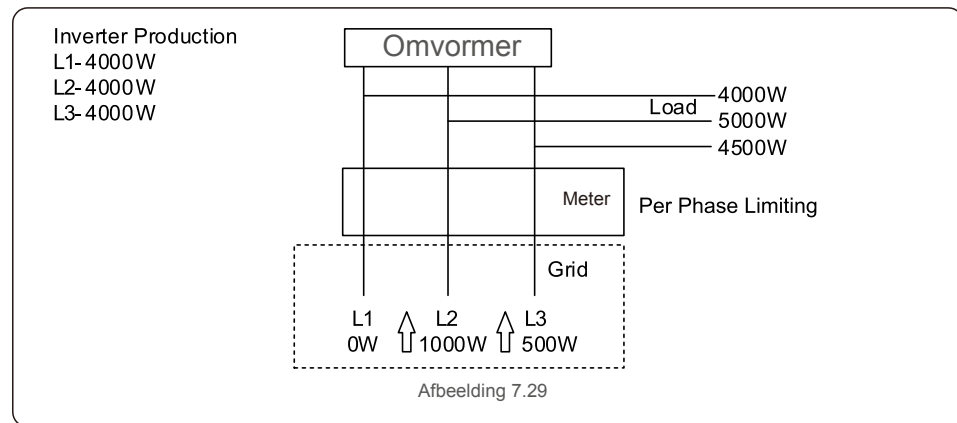 Inverter Production
L1-4000W
L2-4000W
L3-4000W
Omvormer
4000W
Load
5000W
4500W
Meter
Per Phase Limiting
Grid
L1 L2 L3
0W 1000W 500W
Afbeelding 7.29